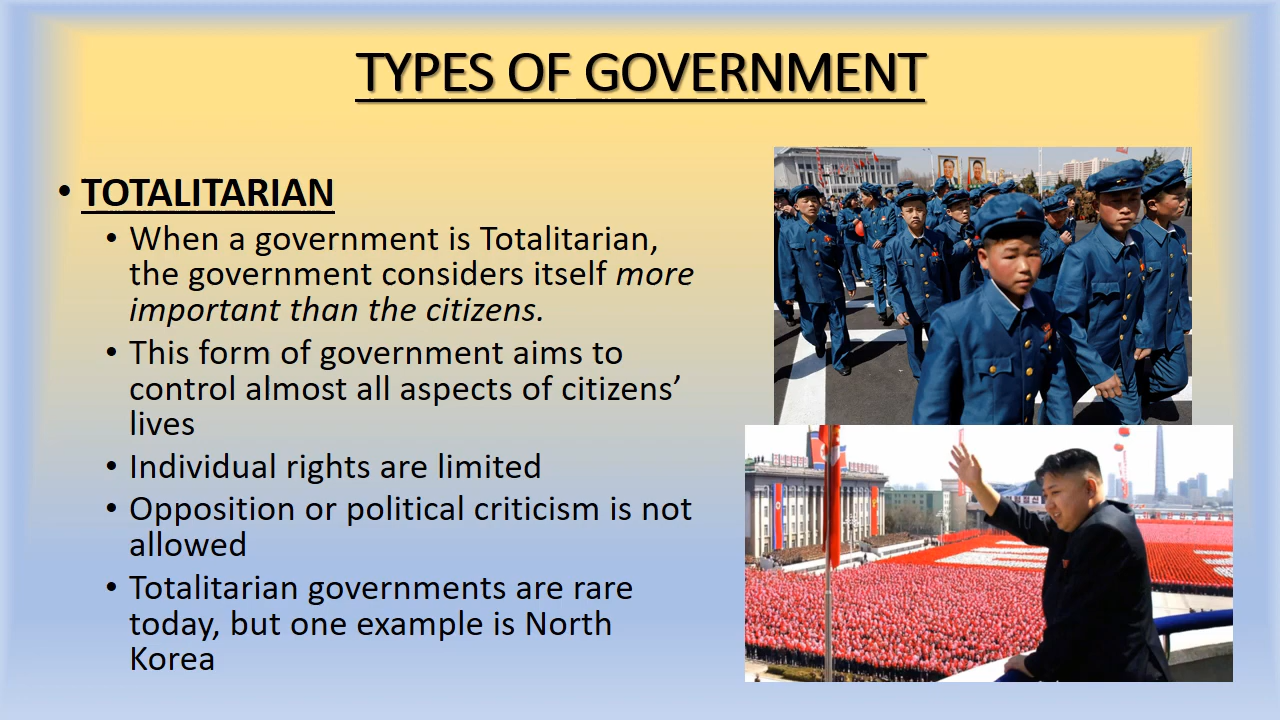 TYPES OF GOVERNMENT
• TOTALITARIAN
• When a government is Totalitarian,
the government considers itself more
important than the citizens.
• This form of government aims to
control almost all aspects of citizens’
lives
• Individual rights are limited
• Opposition or political criticism is not
allowed
• Totalitarian governments are rare
today, but one example is North
Korea